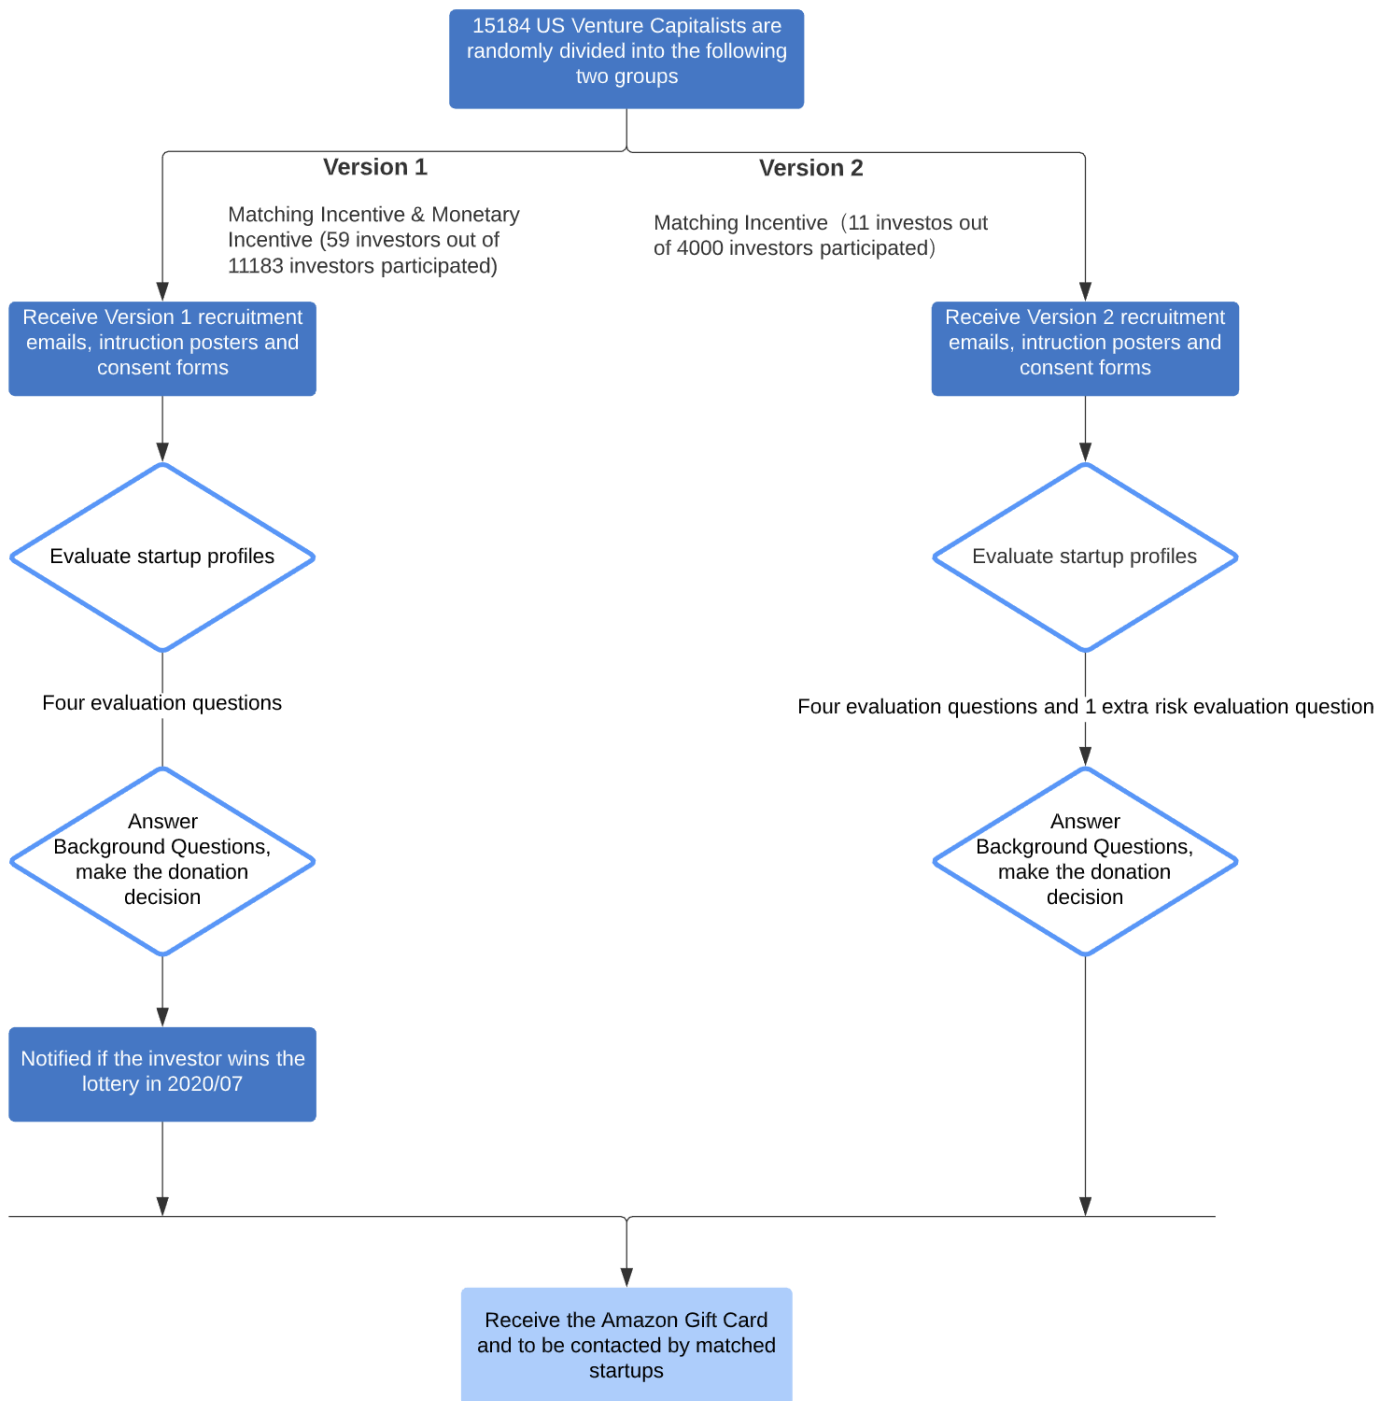 15184 US Venture Capitalists are
randomly divided into the following
two groups
Version 1
Matching Incentive & Monetary
Incentive (59 investors out of
11183 investors participated)
Version 2
Matching Incentive（11 investos out
of 4000 investors participated）
Receive Version 1 recruitment
emails, intruction posters and
consent forms
Receive Version 2 recruitment
emails, intruction posters and
consent forms
Evaluate startup profiles
Evaluate startup profiles
Four evaluation questions
Four evaluation questions and 1 extra risk evaluation question
Answer
Background Questions,
make the donation
decision
Answer
Background Questions,
make the donation
decision
Notified if the investor wins the
lottery in 2020/07
Receive the Amazon Gift Card
and to be contacted by matched
startups